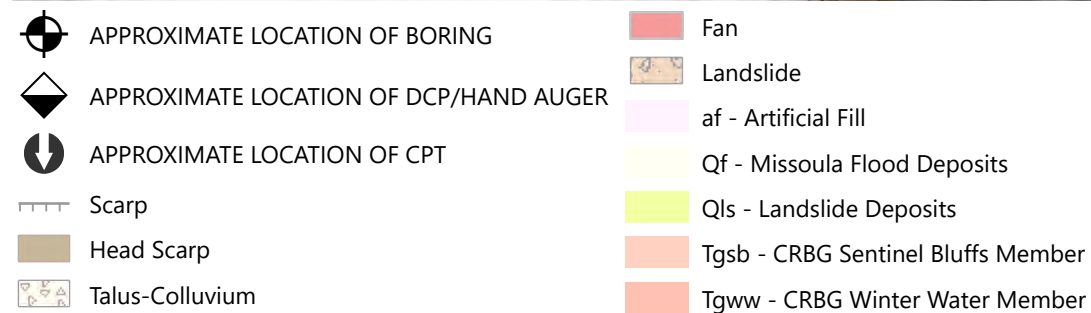 APPROXIMATE LOCATION OF BORING
APPROXIMATE LOCATION OF DCP/HAND AUGER
APPROXIMATE LOCATION OF CPT
Scarp
Head Scarp
Talus-Colluvium
Fan
Landslide
af - Artificial Fill
Qf - Missoula Flood Deposits
Qls - Landslide Deposits
Tgsb - CRBG Sentinel Bluffs Member
Tgww - CRBG Winter Water Member